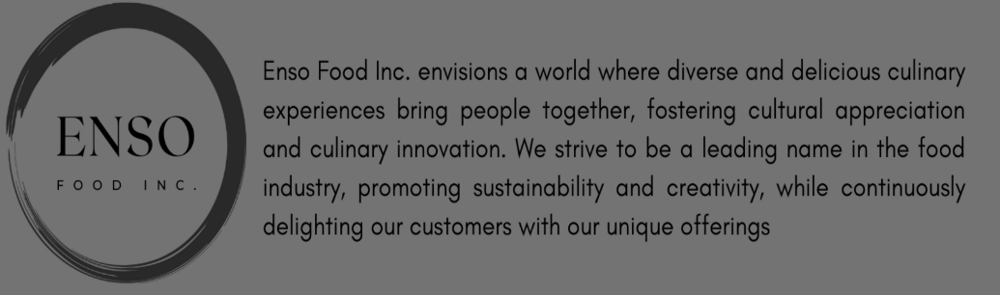 ENSO
FOOD INC.
Enso Food Inc. envisions a world where diverse and delicious culinary
experiences bring people together, fostering cultural appreciation
and culinary innovation. We strive to be a leading name in the food
industry, promoting sustainability and creativity, while continuously
delighting our customers with our unique offerings